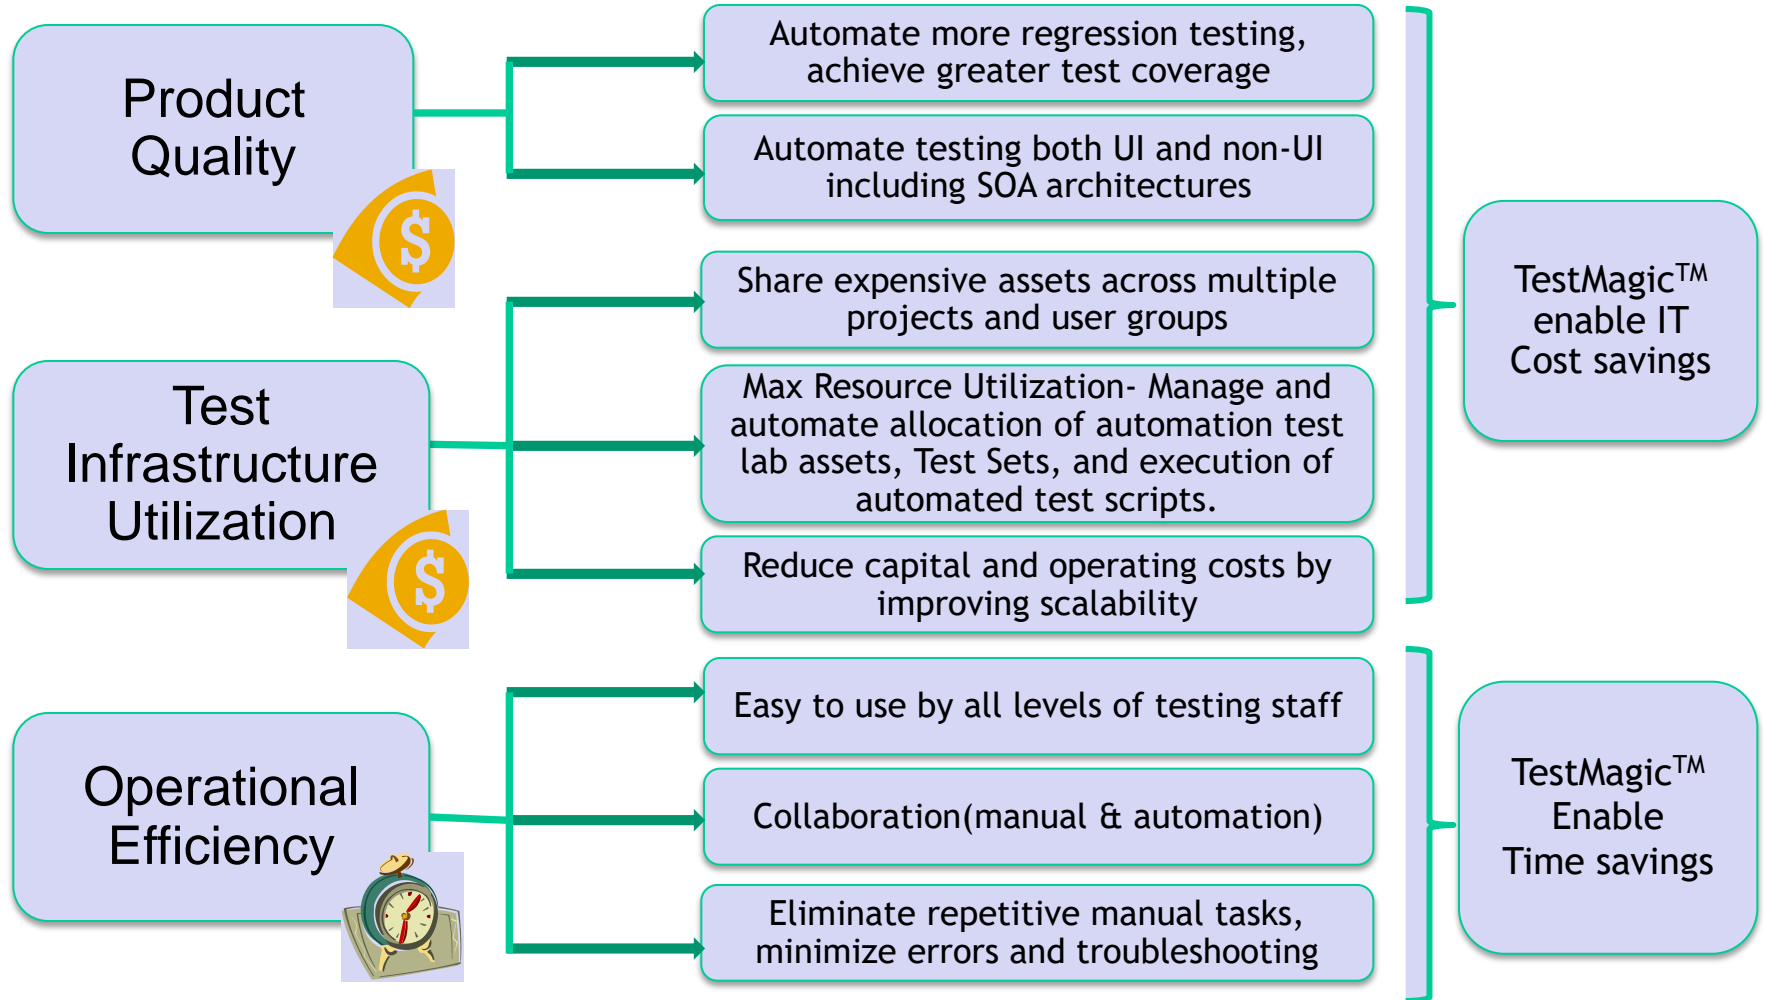 Product
Quality
Automate more regression testing,
achieve greater test coverage
Automate testing both UI and non-UI
including SOA architectures
$
Test
Infrastructure
Utilization
Share expensive assets across multiple
projects and user groups
Max Resource Utilization- Manage and
automate allocation of automation test
lab assets, Test Sets, and execution of
automated test scripts.
Reduce capital and operating costs by
improving scalability
$
TestMagic™
enable IT
Cost savings
Operational
Efficiency
Easy to use by all levels of testing staff
Collaboration(manual & automation)
Eliminate repetitive manual tasks,
minimize errors and troubleshooting
TestMagic™
Enable
Time savings